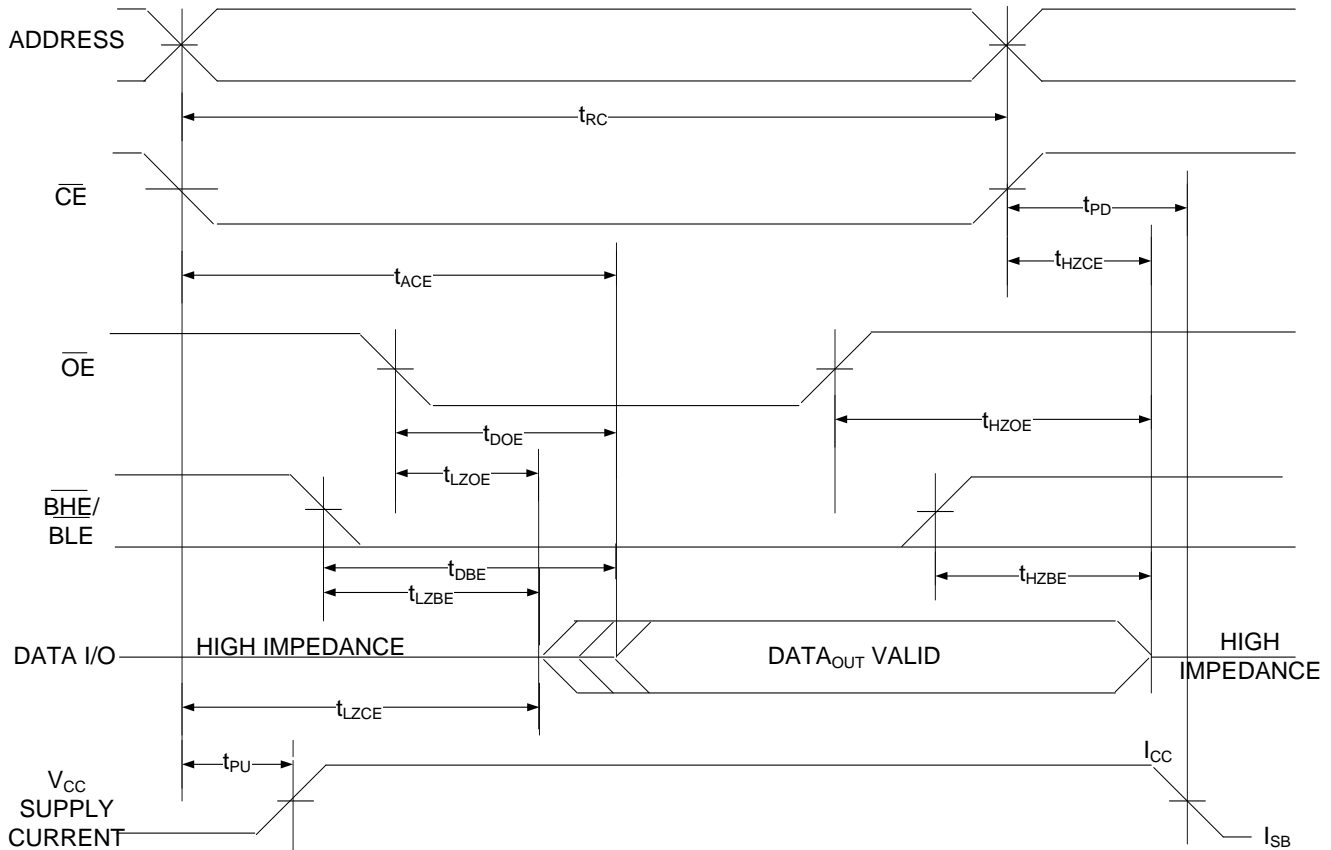 ADDRESS
tRC
CE
tPD
tHZCE
tACE
OE
tDOE
tHZOE
tLZOE
BHE/
BLE
tDBE
tHZBE
tLZBE
DATA I/O
HIGH IMPEDANCE
DATAOUT VALID
HIGH
IMPEDANCE
tLZCE
tPU
ICC
VCC
SUPPLY
CURRENT
ISB